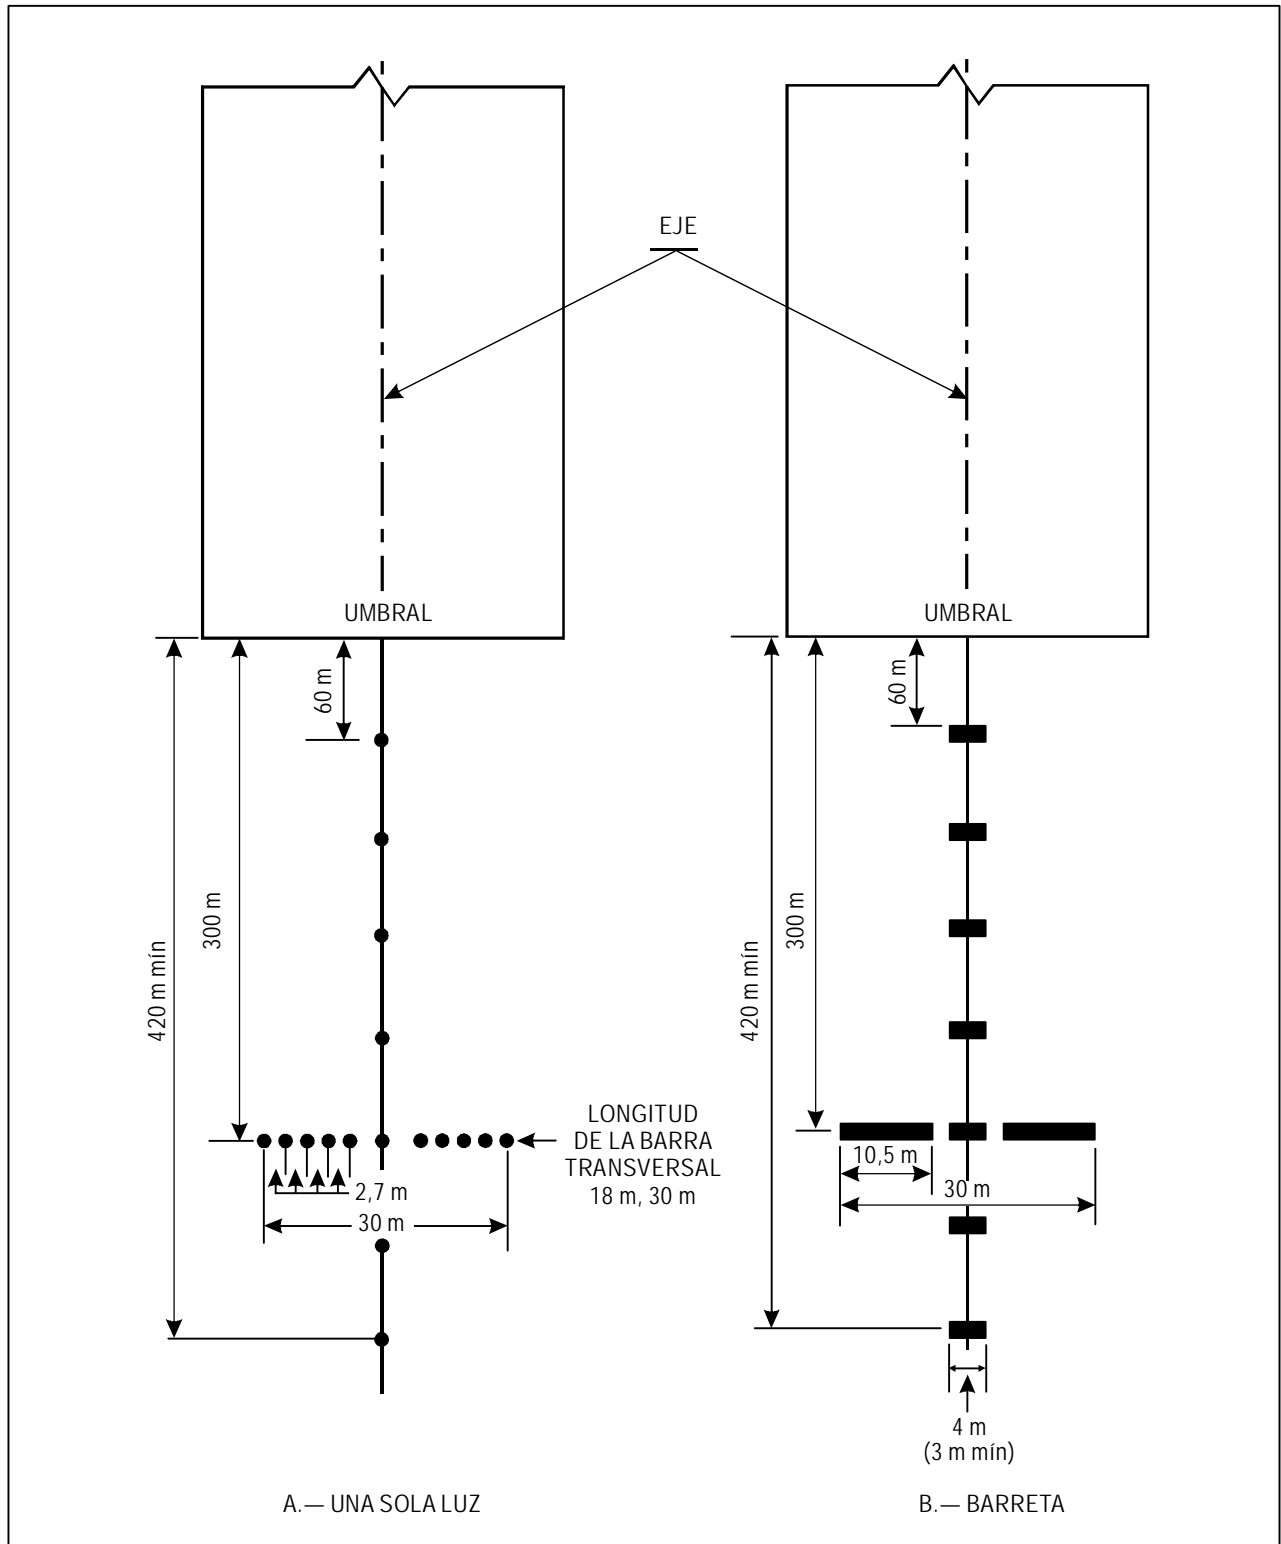 EJE
UMBRAL
UMBRAL
60 m
60 m
300 m
300 m
420 m mín
420 m mín
LONGITUD
DE LA BARRA
TRANSVERSAL
18 m, 30 m
2,7 m
30 m
10,5 m
30 m
4 m
(3 m mín)
A.— UNA SOLA LUZ
B.— BARRETA